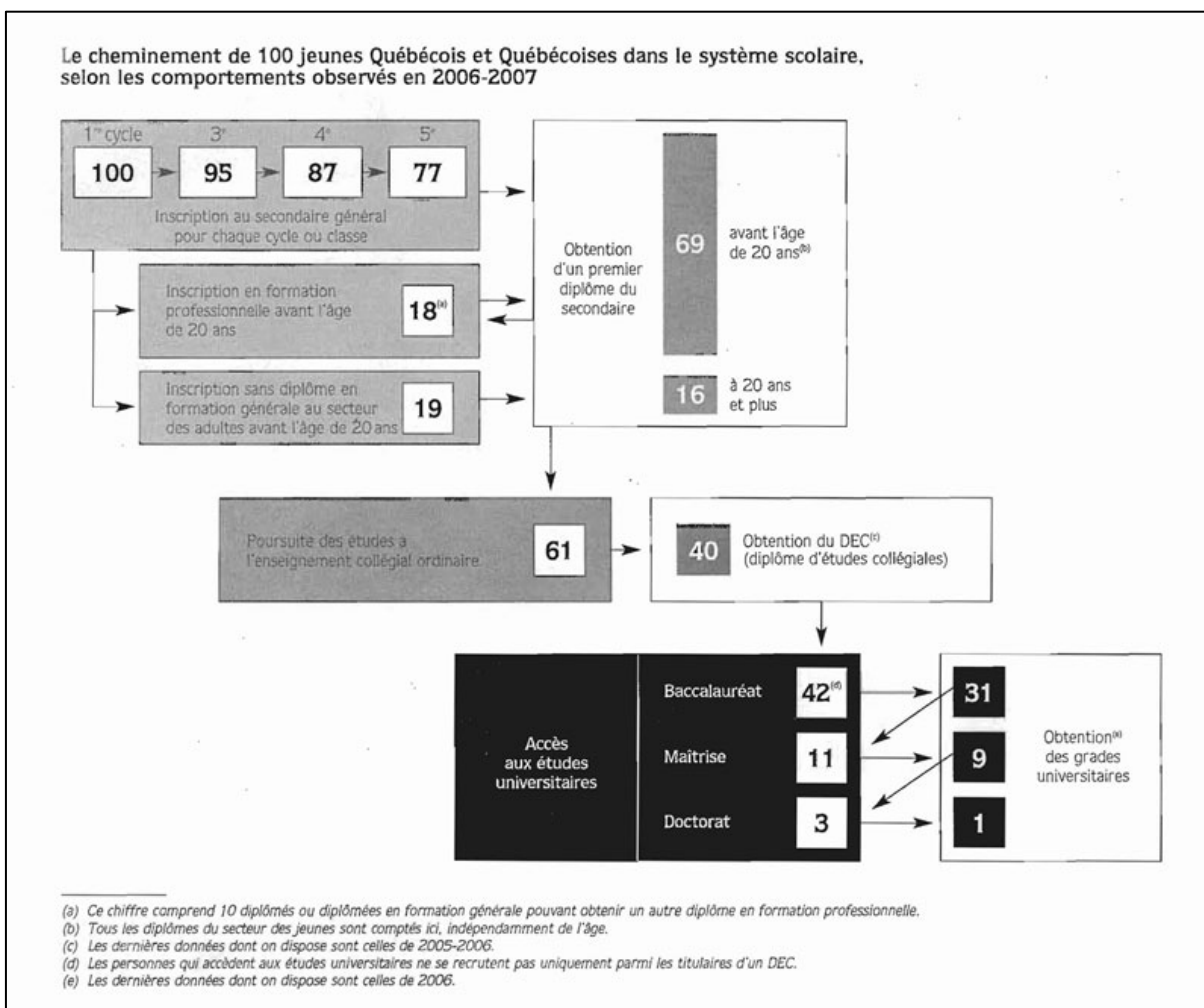 Le cheminement de 100 jeunes Québécois et Québécoises dans le système scolaire,
selon les comportements observés en 2006-2007
1re cycle 3e 4e 5e
100 95 87 77
Inscription au secondaire général
pour chaque cycle ou classe
Inscription en formation
professionnelle avant l'âge
de 20 ans
18(a)
Inscription sans diplôme en
formation générale au secteur
des adultes avant l'âge de 20 ans
19
Obtention
d'un premier
diplôme du
secondaire
69
avant l'âge
de 20 ans(b)
16
à 20 ans
et plus
Poursuite des études à
l'enseignement collégial ordinaire
61
40
Obtention du DEC(c)
(diplôme d'études collégiales)
Accès
aux études
universitaires
Baccalauréat 42(d) 31
Maîtrise 11 9
Doctorat 3 1
Obtention(e)
des grades
universitaires
(a) Ce chiffre comprend 10 diplômés ou diplômées en formation générale pouvant obtenir un autre diplôme en formation professionnelle.
(b) Tous les diplômes du secteur des jeunes sont comptés ici, indépendamment de l'âge.
(c) Les dernières données dont on dispose sont celles de 2005-2006.
(d) Les personnes qui accèdent aux études universitaires ne se recrutent pas uniquement parmi les titulaires d'un DEC.
(e) Les dernières données dont on dispose sont celles de 2006.